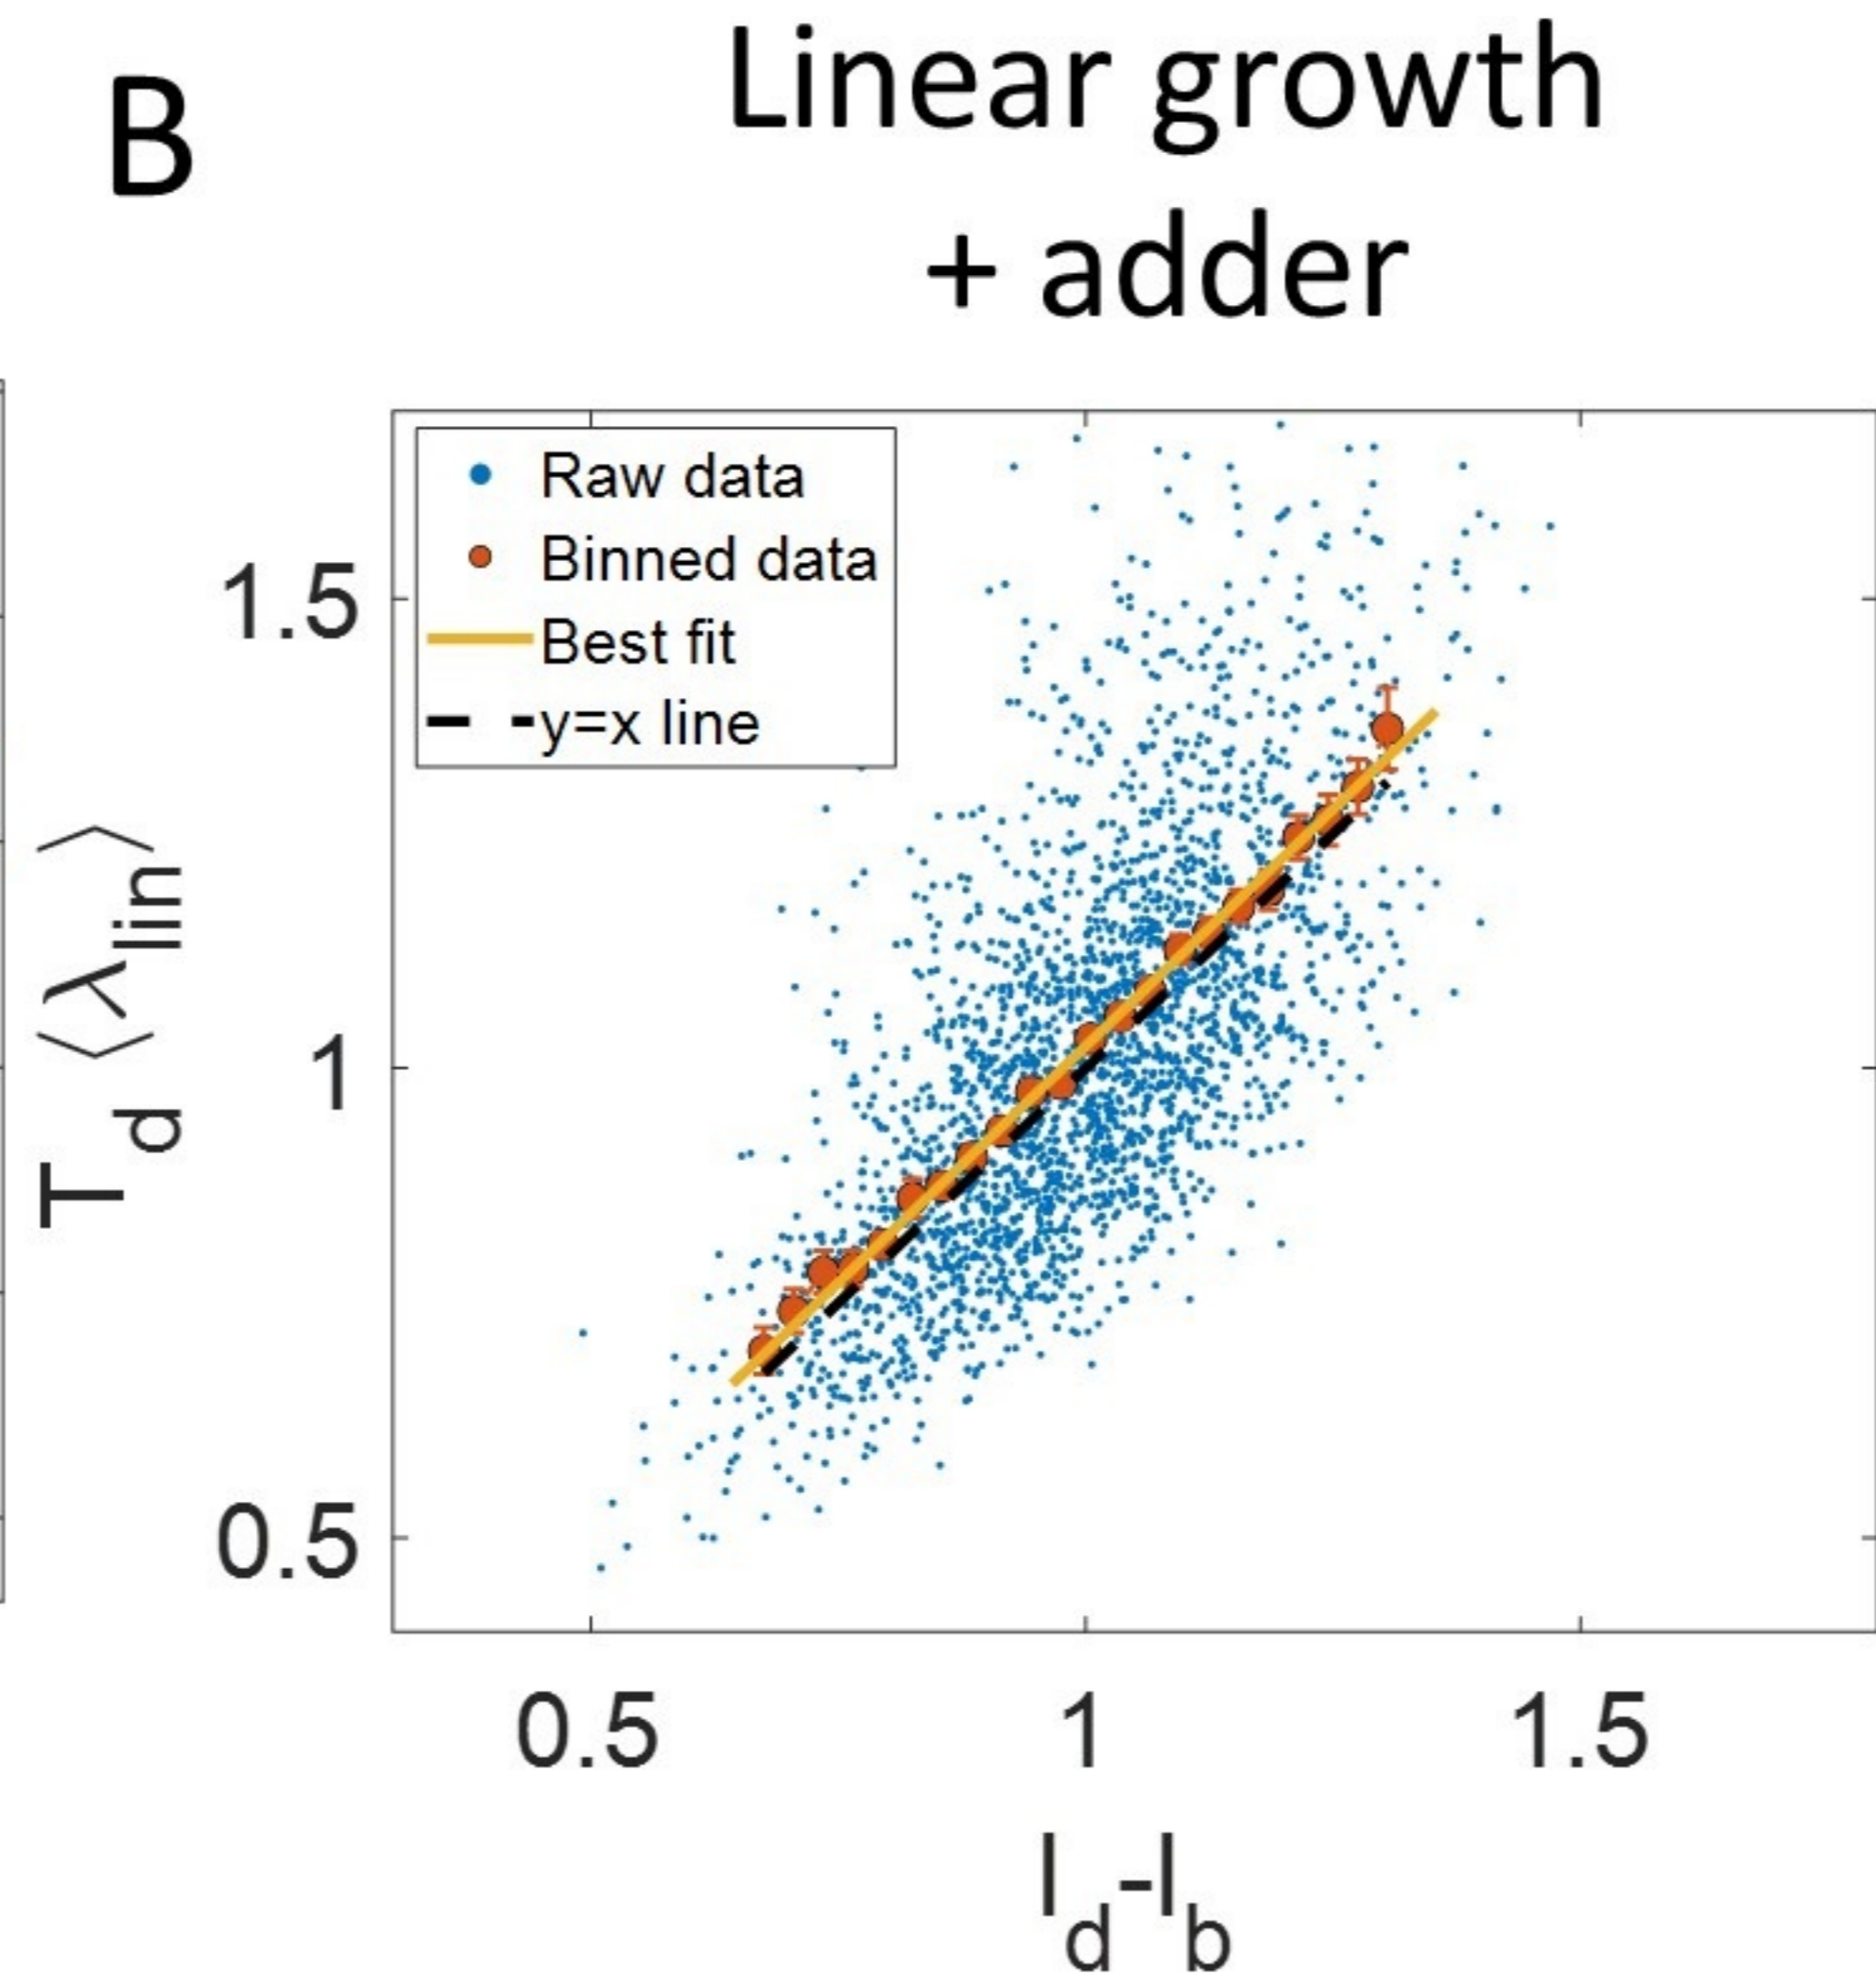 B
Linear growth
+ adder
Raw data
Binned data
Best fit
y=x line
1.5
1
0.5
T_d ⟨λ_lin⟩
0.5 1 1.5
l_d-l_b